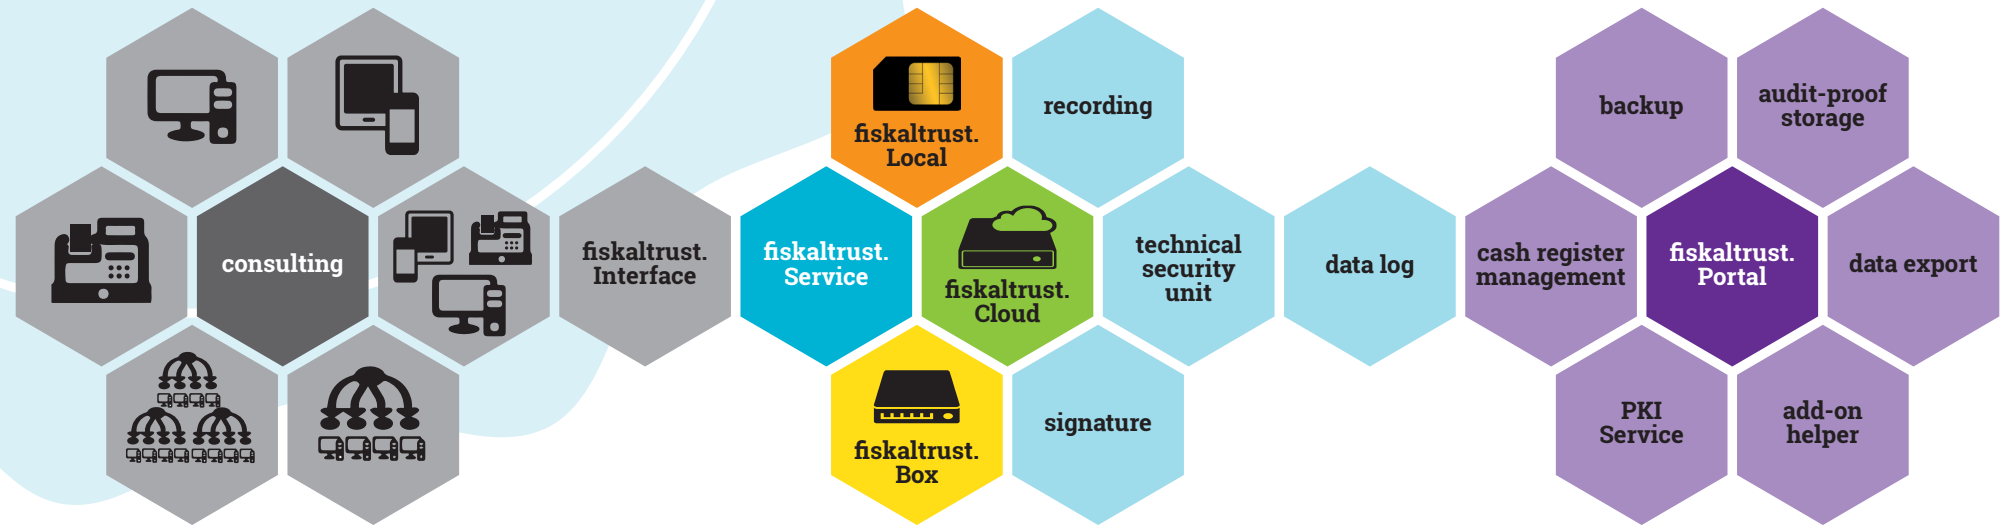 consulting
fiskaltrust.
Interface
fiskaltrust.
Service
fiskaltrust.
Local
fiskaltrust.
Cloud
fiskaltrust.
Box
recording
technical
security
unit
signature
data log
cash register
management
backup
audit-proof
storage
fiskaltrust.
Portal
data export
PKI
Service
add-on
helper